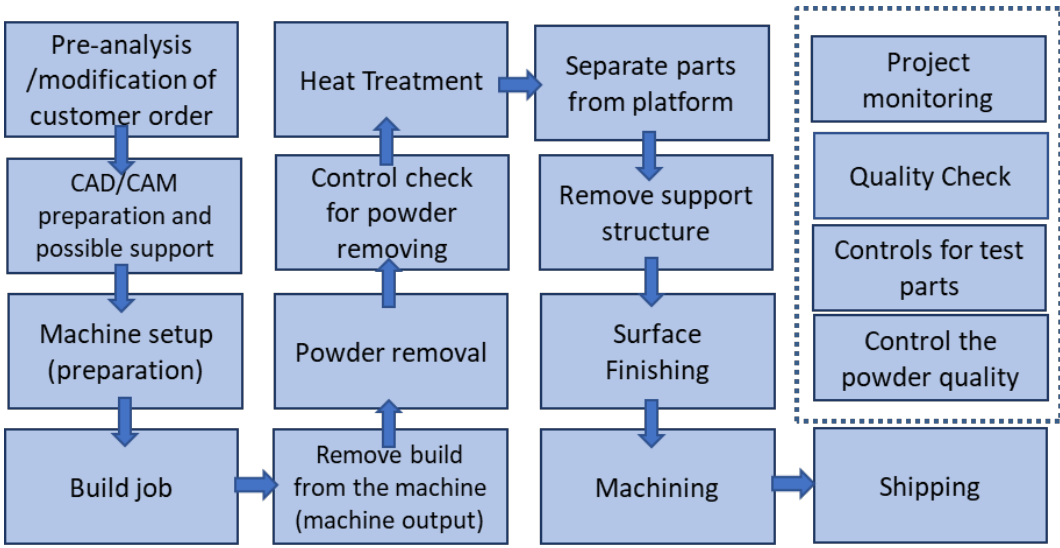 Pre-analysis
/modification of
customer order
CAD/CAM
preparation and
possible support
Machine setup
(preparation)
Build job
Remove build
from the machine
(machine output)
Powder removal
Control check
for powder
removing
Heat Treatment
Separate parts
from platform
Remove support
structure
Surface
Finishing
Machining
Shipping
Project
monitoring
Quality Check
Controls for test
parts
Control the
powder quality